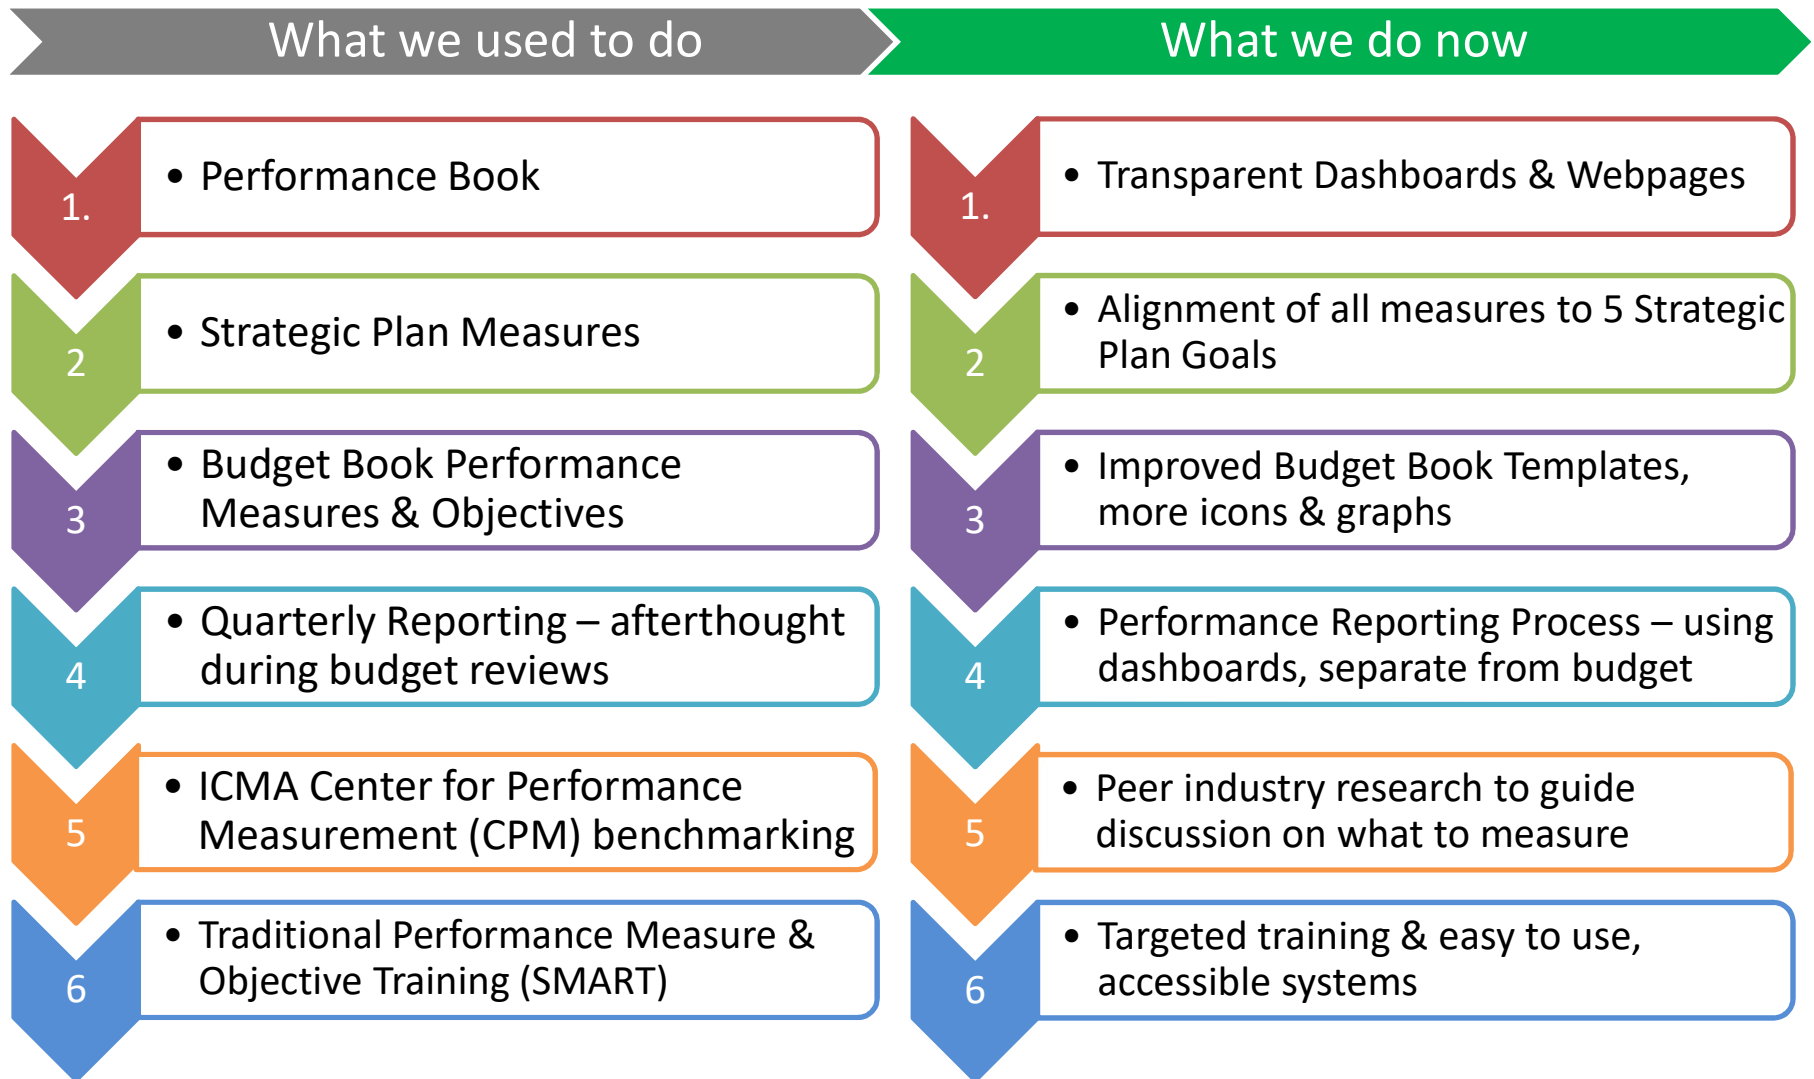 What we used to do
What we do now
1.
• Performance Book
2
• Strategic Plan Measures
3
• Budget Book Performance
Measures & Objectives
4
• Quarterly Reporting – afterthought
during budget reviews
5
• ICMA Center for Performance
Measurement (CPM) benchmarking
6
• Traditional Performance Measure &
Objective Training (SMART)
1.
• Transparent Dashboards & Webpages
2
• Alignment of all measures to 5 Strategic
Plan Goals
3
• Improved Budget Book Templates,
more icons & graphs
4
• Performance Reporting Process – using
dashboards, separate from budget
5
• Peer industry research to guide
discussion on what to measure
6
• Targeted training & easy to use,
accessible systems